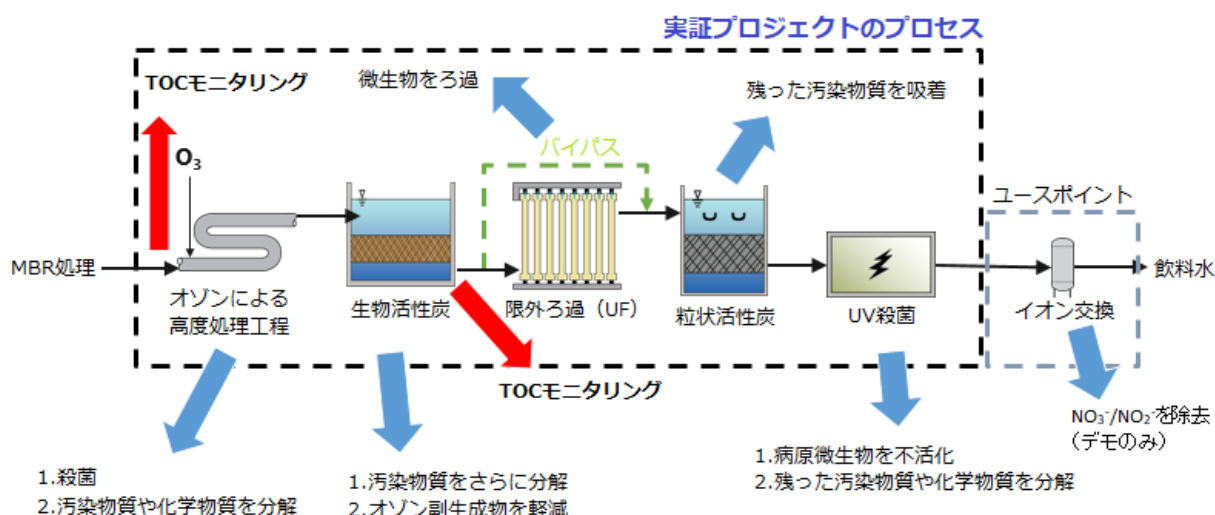 実証プロジェクトのプロセス
TOCモニタリング
微生物をろ過
残った汚染物質を吸着
O₃
バイパス
ユースポイント
MBR処理
飲料水
オゾンによる
高度処理工程
生物活性炭
限外ろ過（UF）
粒状活性炭
UV殺菌
イオン交換
TOCモニタリング
NO₃⁻/NO₂⁻を除去
（デモのみ）
1.殺菌
2.汚染物質や化学物質を分解
1.汚染物質をさらに分解
2.オゾン副生成物を軽減
1.病原微生物を不活化
2.残った汚染物質や化学物質を分解